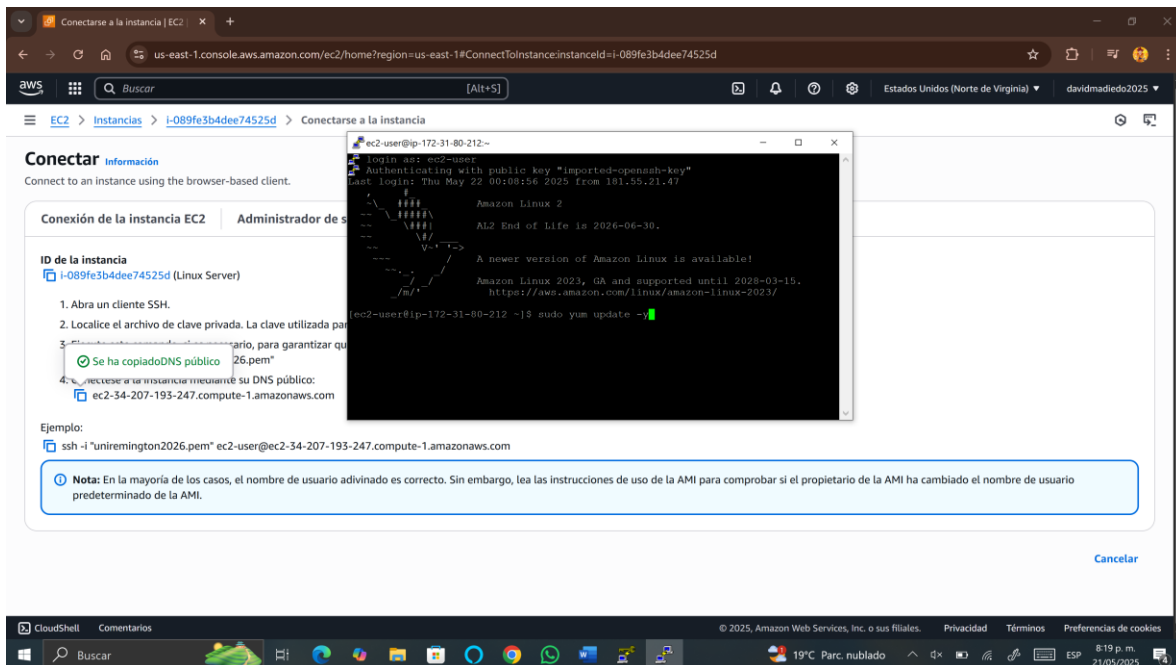 Conectarse a la instancia | EC2 |
us-east-1.console.aws.amazon.com/ec2/home?region=us-east-1#ConnectToInstance:instanceId=i-089fe3b4dee74525d
aws
Buscar [Alt+S]
Estados Unidos (Norte de Virginia)
davidmadiedo2025
EC2 > Instancias > i-089fe3b4dee74525d > Conectarse a la instancia
Conectar Información
Connect to an instance using the browser-based client.
Conexión de la instancia EC2
Administrador de s
ID de la instancia
i-089fe3b4dee74525d (Linux Server)
1. Abra un cliente SSH.
2. Localice el archivo de clave privada. La clave utilizada par
ario, para garantizar qu
26.pem"
Se ha copiadoDNS público
su DNS público:
ec2-34-207-193-247.compute-1.amazonaws.com
Ejemplo:
ssh -i "uniremington2026.pem" ec2-user@ec2-34-207-193-247.compute-1.amazonaws.com
Nota: En la mayoría de los casos, el nombre de usuario adivinado es correcto. Sin embargo, lea las instrucciones de uso de la AMI para comprobar si el propietario de la AMI ha cambiado el nombre de usuario
predeterminado de la AMI.
Cancelar
ec2-user@ip-172-31-80-212:~
login as: ec2-user
Authenticating with public key "imported-openssh-key"
Last login: Thu May 22 00:08:56 2025 from 181.55.21.47
Amazon Linux 2
AL2 End of Life is 2026-06-30.
A newer version of Amazon Linux is available!
Amazon Linux 2023, GA and supported until 2028-03-15.
https://aws.amazon.com/linux/amazon-linux-2023/
[ec2-user@ip-172-31-80-212 ~]$ sudo yum update -y
CloudShell
Comentarios
© 2025, Amazon Web Services, Inc. o sus filiales.
Privacidad
Términos
Preferencias de cookies
Buscar
19°C Parc. nublado
ESP
8:19 p. m.
21/05/2025